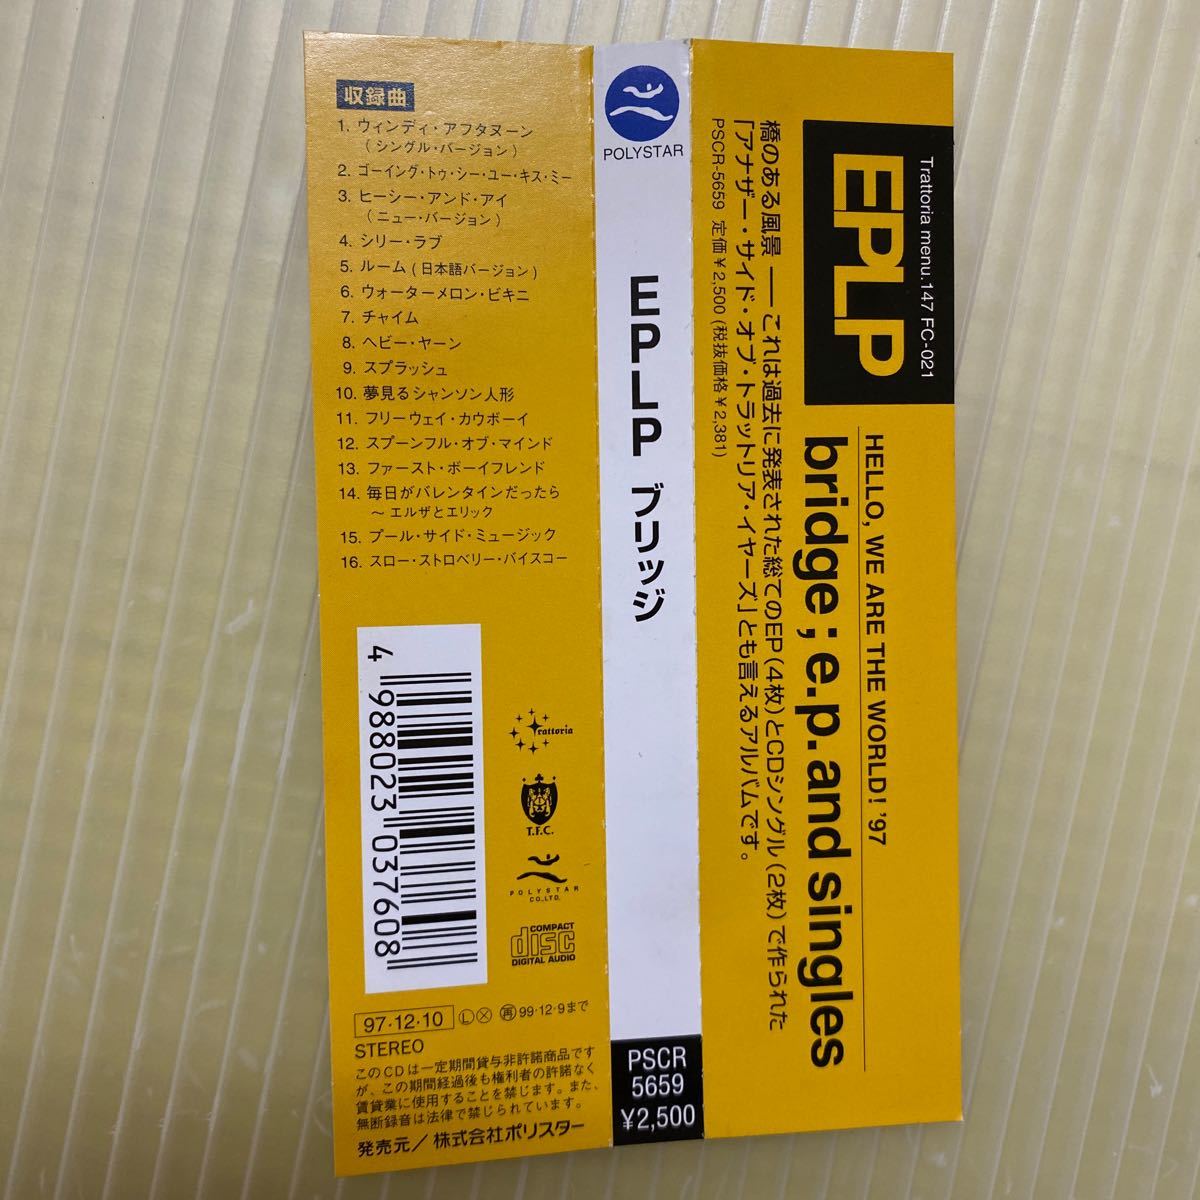 収録曲
1. ウィンディ・アフタヌーン
(シングル・バージョン)
2. ゴーイング・トゥ・シー・ユー・キス・ミー
3. ヒーシー・アンド・アイ
(ニュー・バージョン)
4. シリー・ラブ
5. ルーム (日本語バージョン)
6. ウォーターメロン・ビキニ
7. チャイム
8. ヘビー・ヤーン
9. スプラッシュ
10. 夢見るシャンソン人形
11. フリーウェイ・カウボーイ
12. スプーンフル・オブ・マインド
13. ファースト・ボーイフレンド
14. 毎日がバレンタインだったら
～エルザとエリック
15. プール・サイド・ミュージック
16. スロー・ストロベリー・バイスコー
4 988023 037608
Trattoria
T.F.C.
POLYSTAR
CO.,LTD.
COMPACT
disc
DIGITAL AUDIO
97・12・10 Ⓛ Ⓧ ㊢99・12・9まで
STEREO
このCDは一定期間貸与非許諾商品です
が、この期間経過後も権利者の許諾なく
賃貸業に使用することを禁じます。また、
無断録音は法律で禁じられています。
発売元／株式会社ポリスター
POLYSTAR
EPLP ブリッジ
PSCR
5659
¥2,500
Trattoria menu.147 FC-021
EPLP
HELLO, WE ARE THE WORLD! '97
bridge ; e.p. and singles
橋のある風景 ── これは過去に発表された総てのEP(4枚)とCDシングル(2枚)で作られた
「アナザー・サイド・オブ・トラットリア・イヤーズ」とも言えるアルバムです。
PSCR-5659 定価¥2,500 (税抜価格¥2,381)